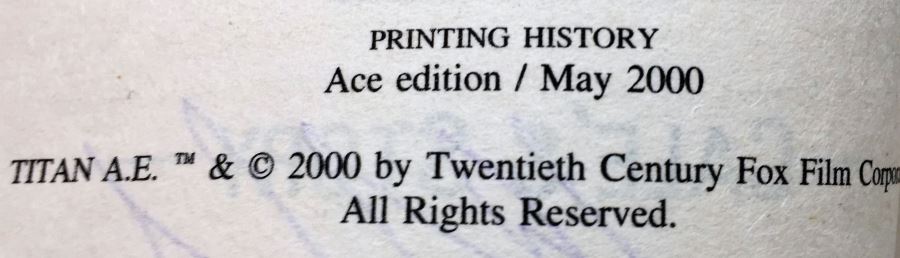 PRINTING HISTORY
Ace edition / May 2000
TITAN A.E. ™ & © 2000 by Twentieth Century Fox Film
All Rights Reserved.